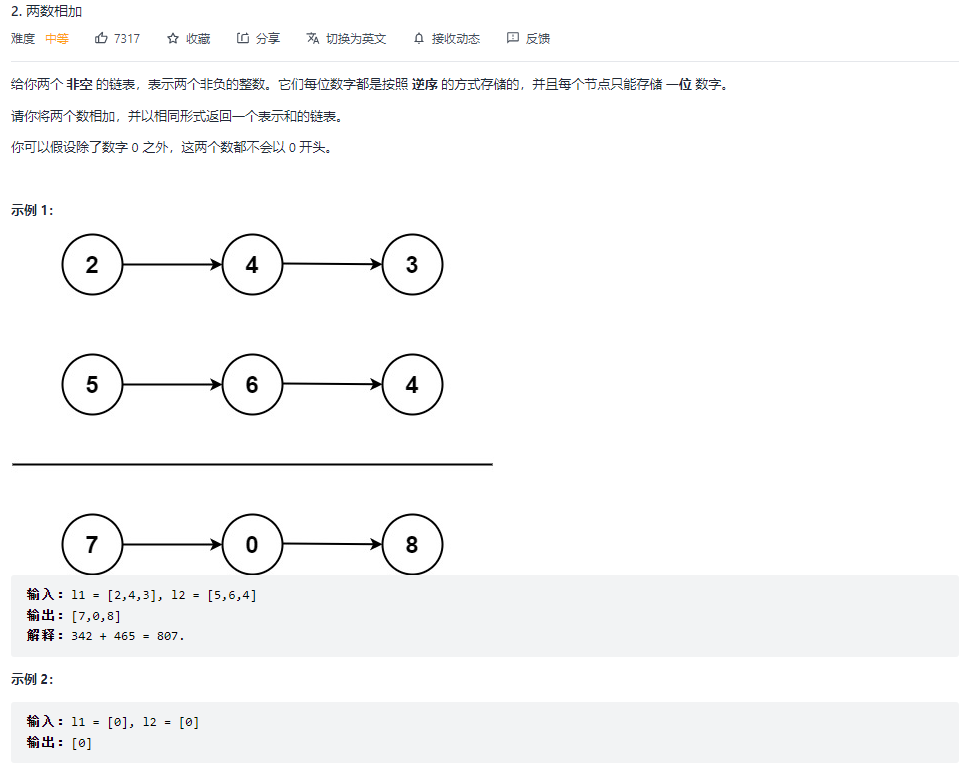 2. 两数相加
难度 中等 7317 收藏 分享 切换为英文 接收动态 反馈
给你两个 非空 的链表，表示两个非负的整数。它们每位数字都是按照 逆序 的方式存储的，并且每个节点只能存储 一位 数字。
请你将两个数相加，并以相同形式返回一个表示和的链表。
你可以假设除了数字 0 之外，这两个数都不会以 0 开头。
示例 1：
2 4 3
5 6 4
7 0 8
输入：l1 = [2,4,3], l2 = [5,6,4]
输出：[7,0,8]
解释：342 + 465 = 807.
示例 2：
输入：l1 = [0], l2 = [0]
输出：[0]